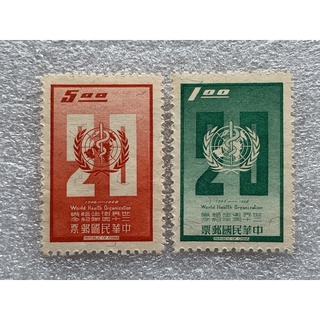 5 00
20
1948—1968
World Health Organization
世界衛生組織
二十週年紀念
中華民國郵票
REPUBLIC OF CHINA
1 00
20
1948—1968
World Health Organization
世界衛生組織
二十週年紀念
中華民國郵票
REPUBLIC OF CHINA